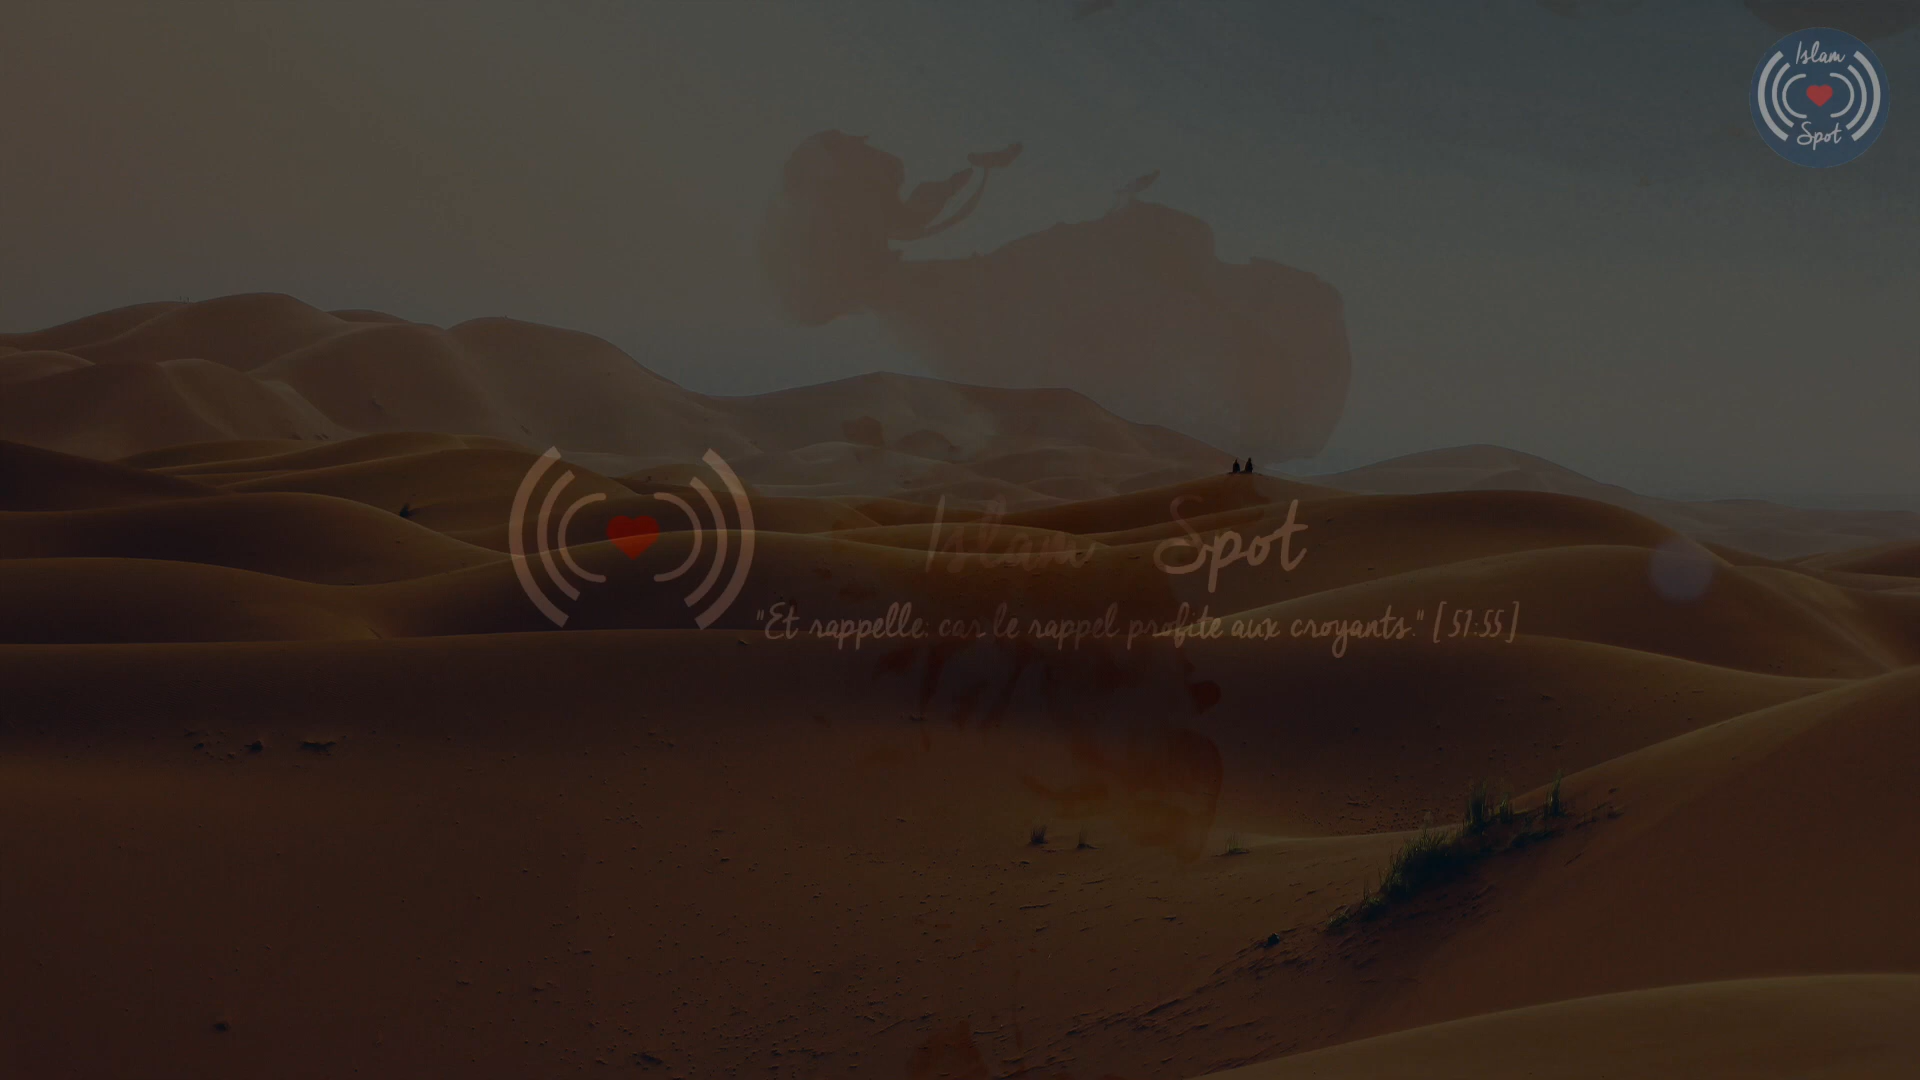 Islam
Spot
Islam Spot
"Et rappelle; car le rappel profite aux croyants." [51:55]